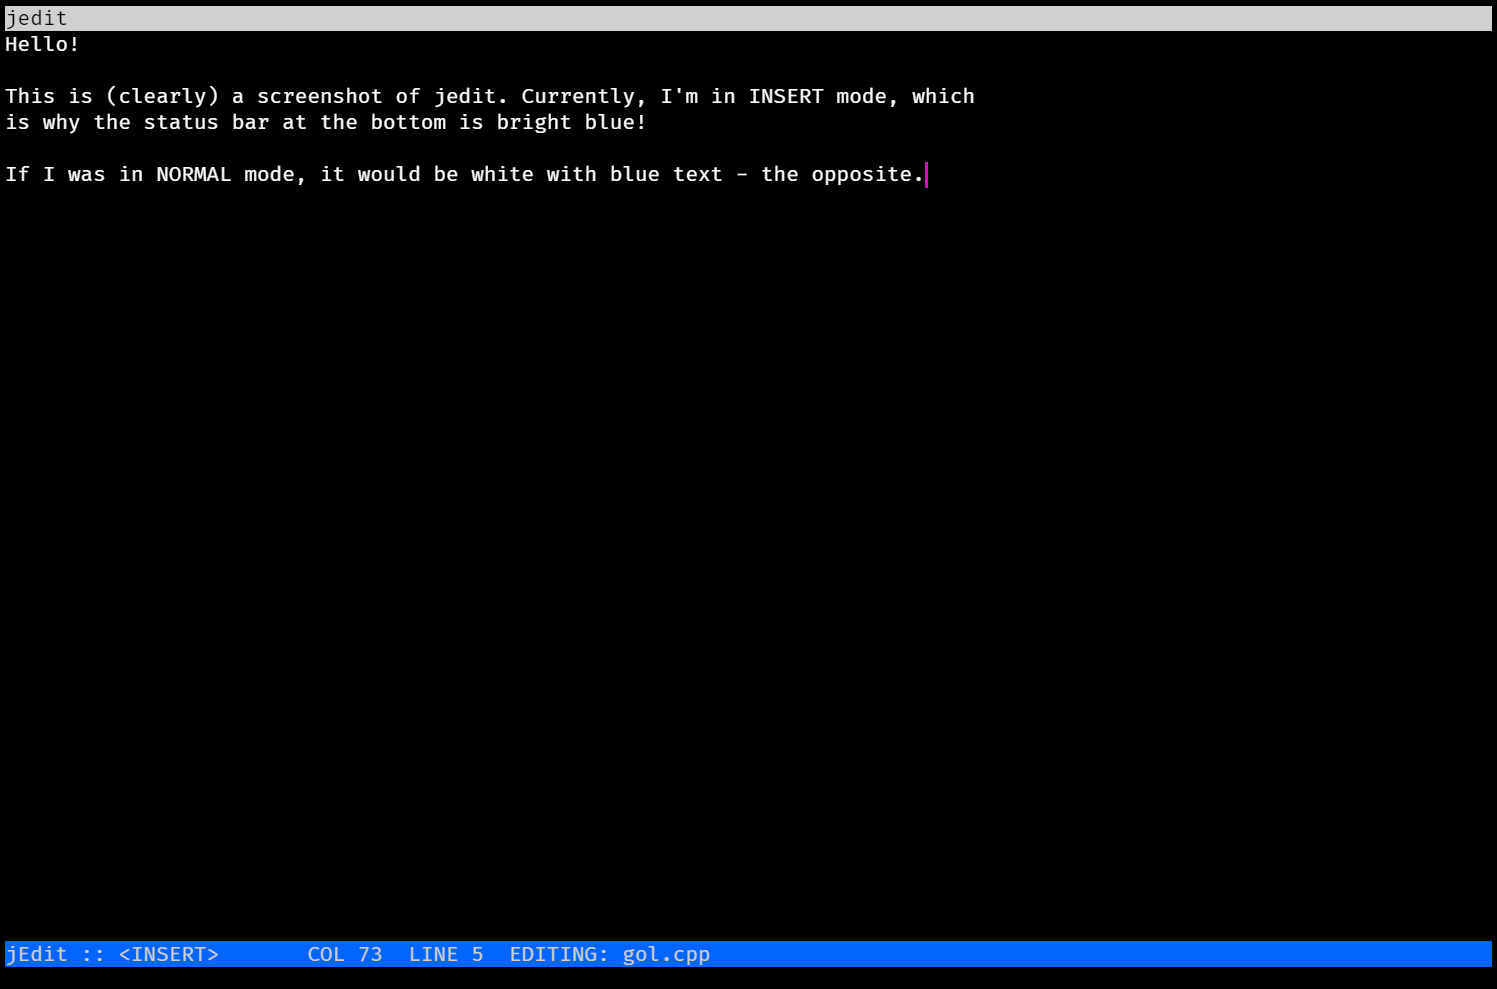 jedit
Hello!
This is (clearly) a screenshot of jedit. Currently, I'm in INSERT mode, which
is why the status bar at the bottom is bright blue!
If I was in NORMAL mode, it would be white with blue text - the opposite.
jEdit :: <INSERT> COL 73 LINE 5 EDITING: gol.cpp